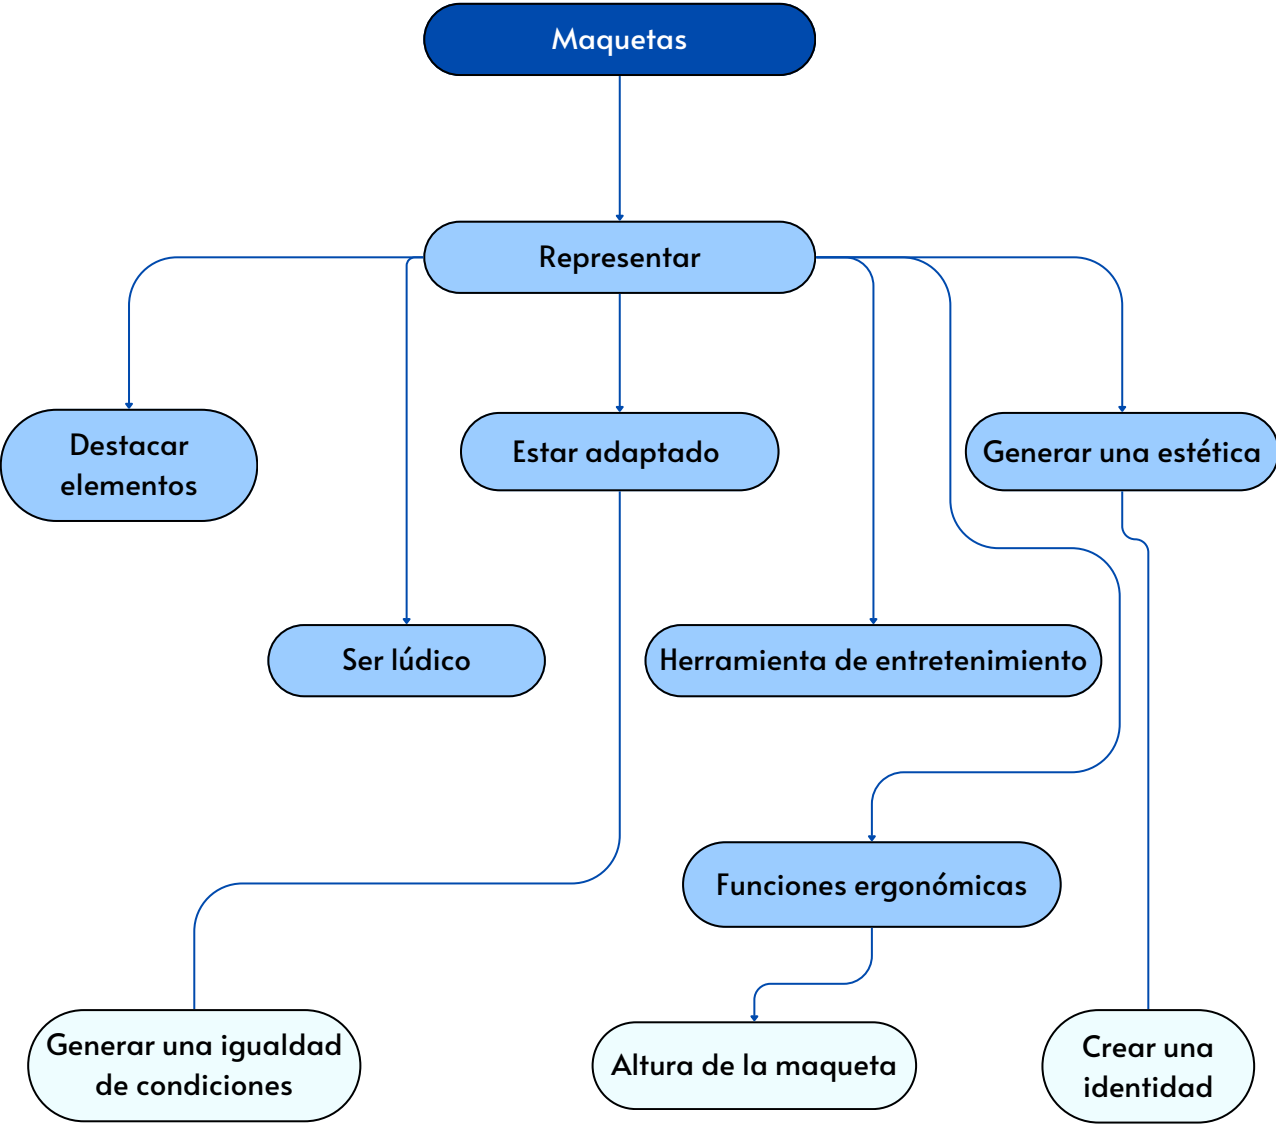 Maquetas
Representar
Destacar
elementos
Estar adaptado
Generar una estética
Ser lúdico
Herramienta de entretenimiento
Funciones ergonómicas
Generar una igualdad
de condiciones
Altura de la maqueta
Crear una
identidad